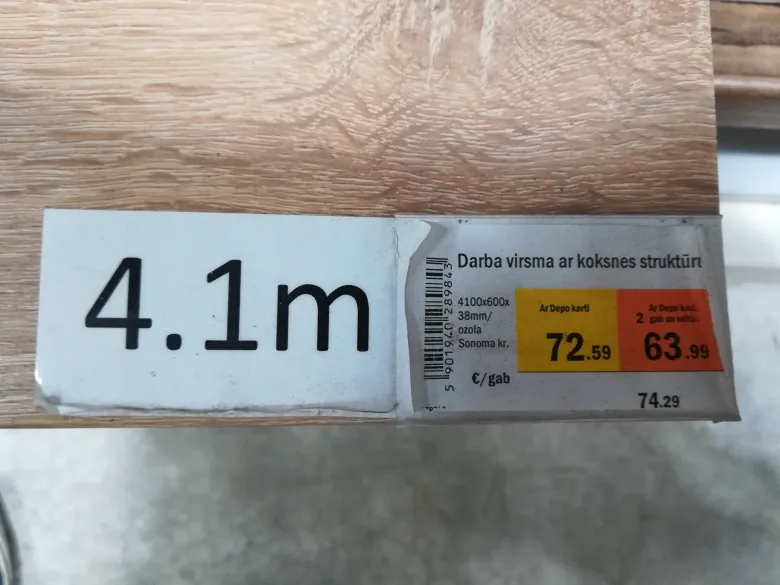 4.1m
Darba virsma ar koksnes struktūru
4100x600x
38mm/
ozola
Sonoma kr.
€/gab
5 901940 289843
Ar Depo karti
72.59
Ar Depo karti
2 gab un vairāk
63.99
74.29